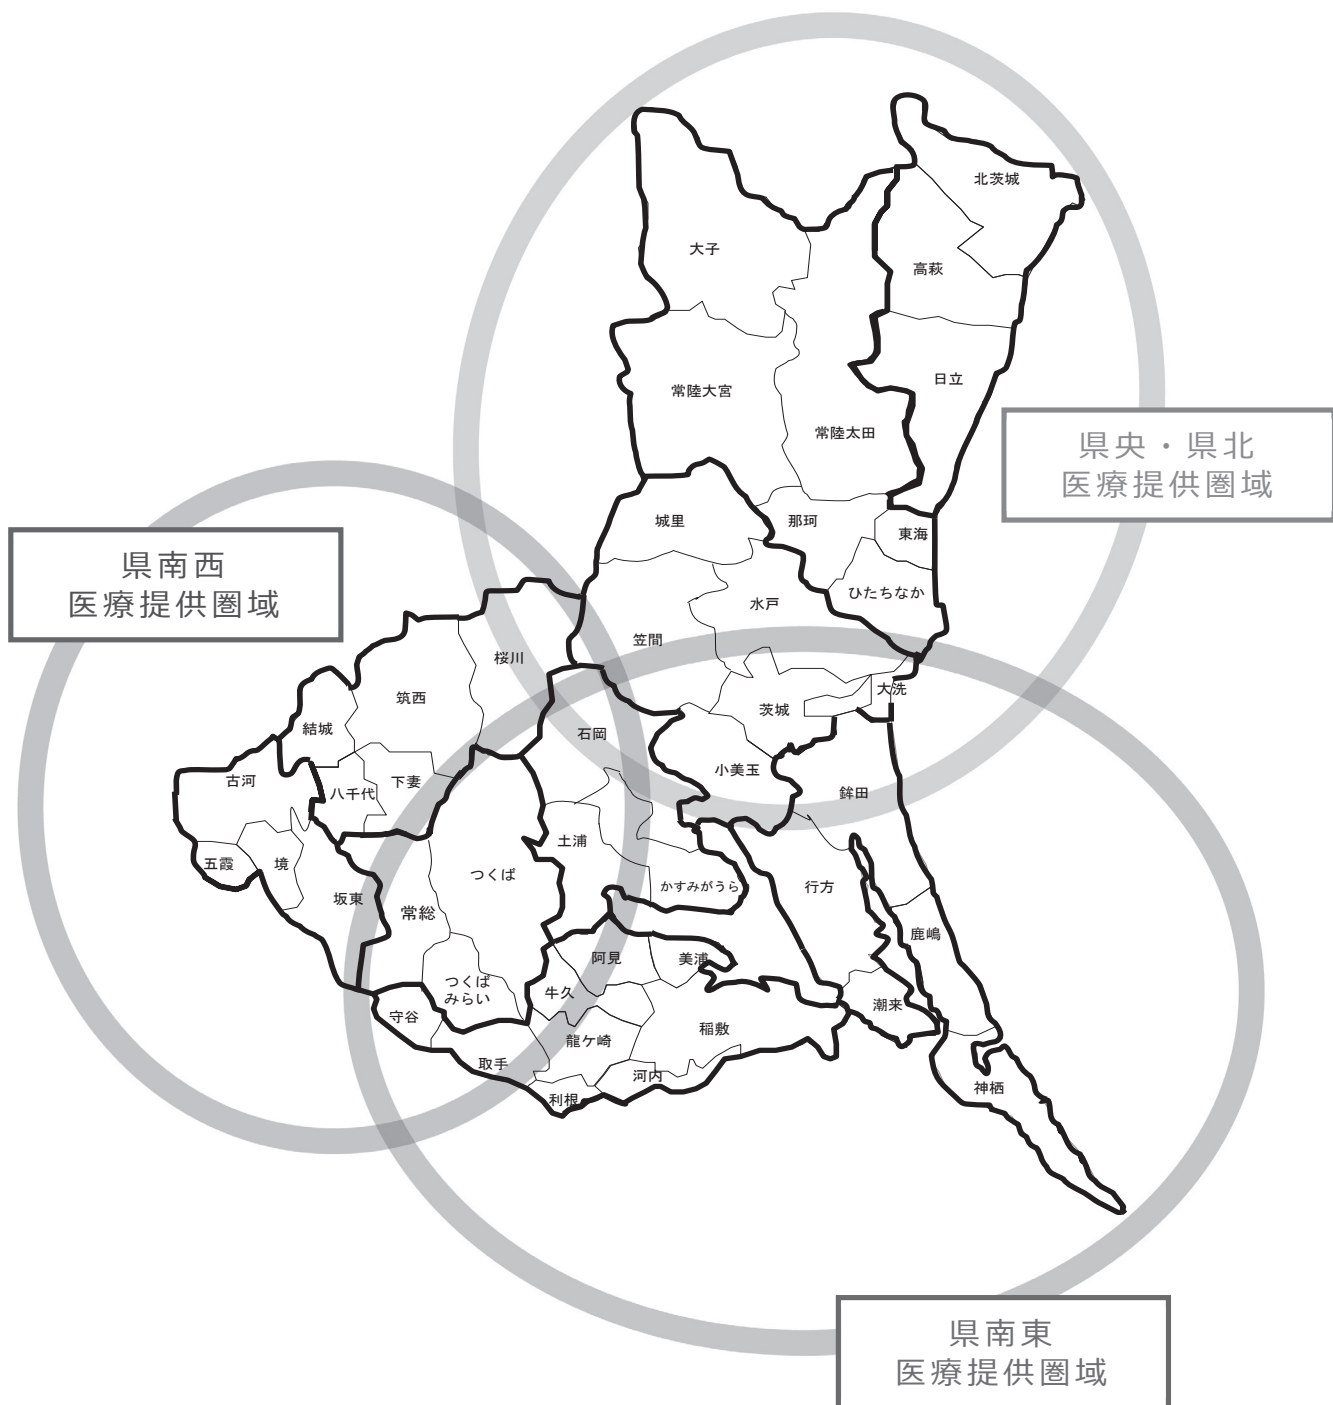 北茨城
大子
高萩
日立
常陸大宮
常陸太田
県央・県北
医療提供圏域
城里
那珂
東海
県南西
医療提供圏域
ひたちなか
水戸
笠間
桜川
筑西
大洗
茨城
結城
石岡
小美玉
古河
下妻
八千代
鉾田
土浦
五霞
境
つくば
かすみがうら
行方
坂東
常総
鹿嶋
阿見
美浦
つくば
みらい
牛久
潮来
守谷
稲敷
龍ケ崎
取手
河内
神栖
利根
県南東
医療提供圏域